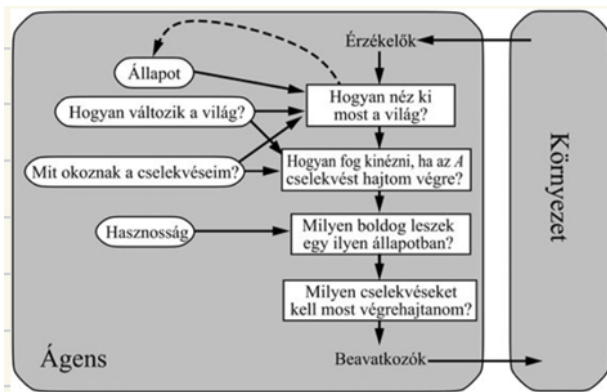 Érzékelők
Állapot
Hogyan néz ki
most a világ?
Hogyan változik a világ?
Hogyan fog kinézni, ha az A
cselekvést hajtom végre?
Mit okoznak a cselekvéseim?
Milyen boldog leszek
egy ilyen állapotban?
Hasznosság
Milyen cselekvéseket
kell most végrehajtanom?
Ágens
Beavatkozók
Környezet